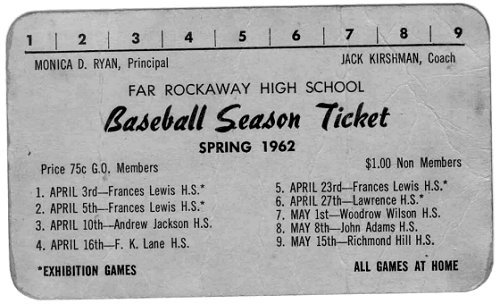 1 | 2 | 3 | 4 | 5 | 6 | 7 | 8 | 9
MONICA D. RYAN, Principal
JACK KIRSHMAN, Coach
FAR ROCKAWAY HIGH SCHOOL
Baseball Season Ticket
SPRING 1962
Price 75c G.O. Members
$1.00 Non Members
1. APRIL 3rd—Frances Lewis H.S.*
2. APRIL 5th—Frances Lewis H.S.*
3. APRIL 10th—Andrew Jackson H.S.
4. APRIL 16th—F. K. Lane H.S.
5. APRIL 23rd—Frances Lewis H.S.*
6. APRIL 27th—Lawrence H.S.*
7. MAY 1st—Woodrow Wilson H.S.
8. MAY 8th—John Adams H.S.
9. MAY 15th—Richmond Hill H.S.
*EXHIBITION GAMES
ALL GAMES AT HOME